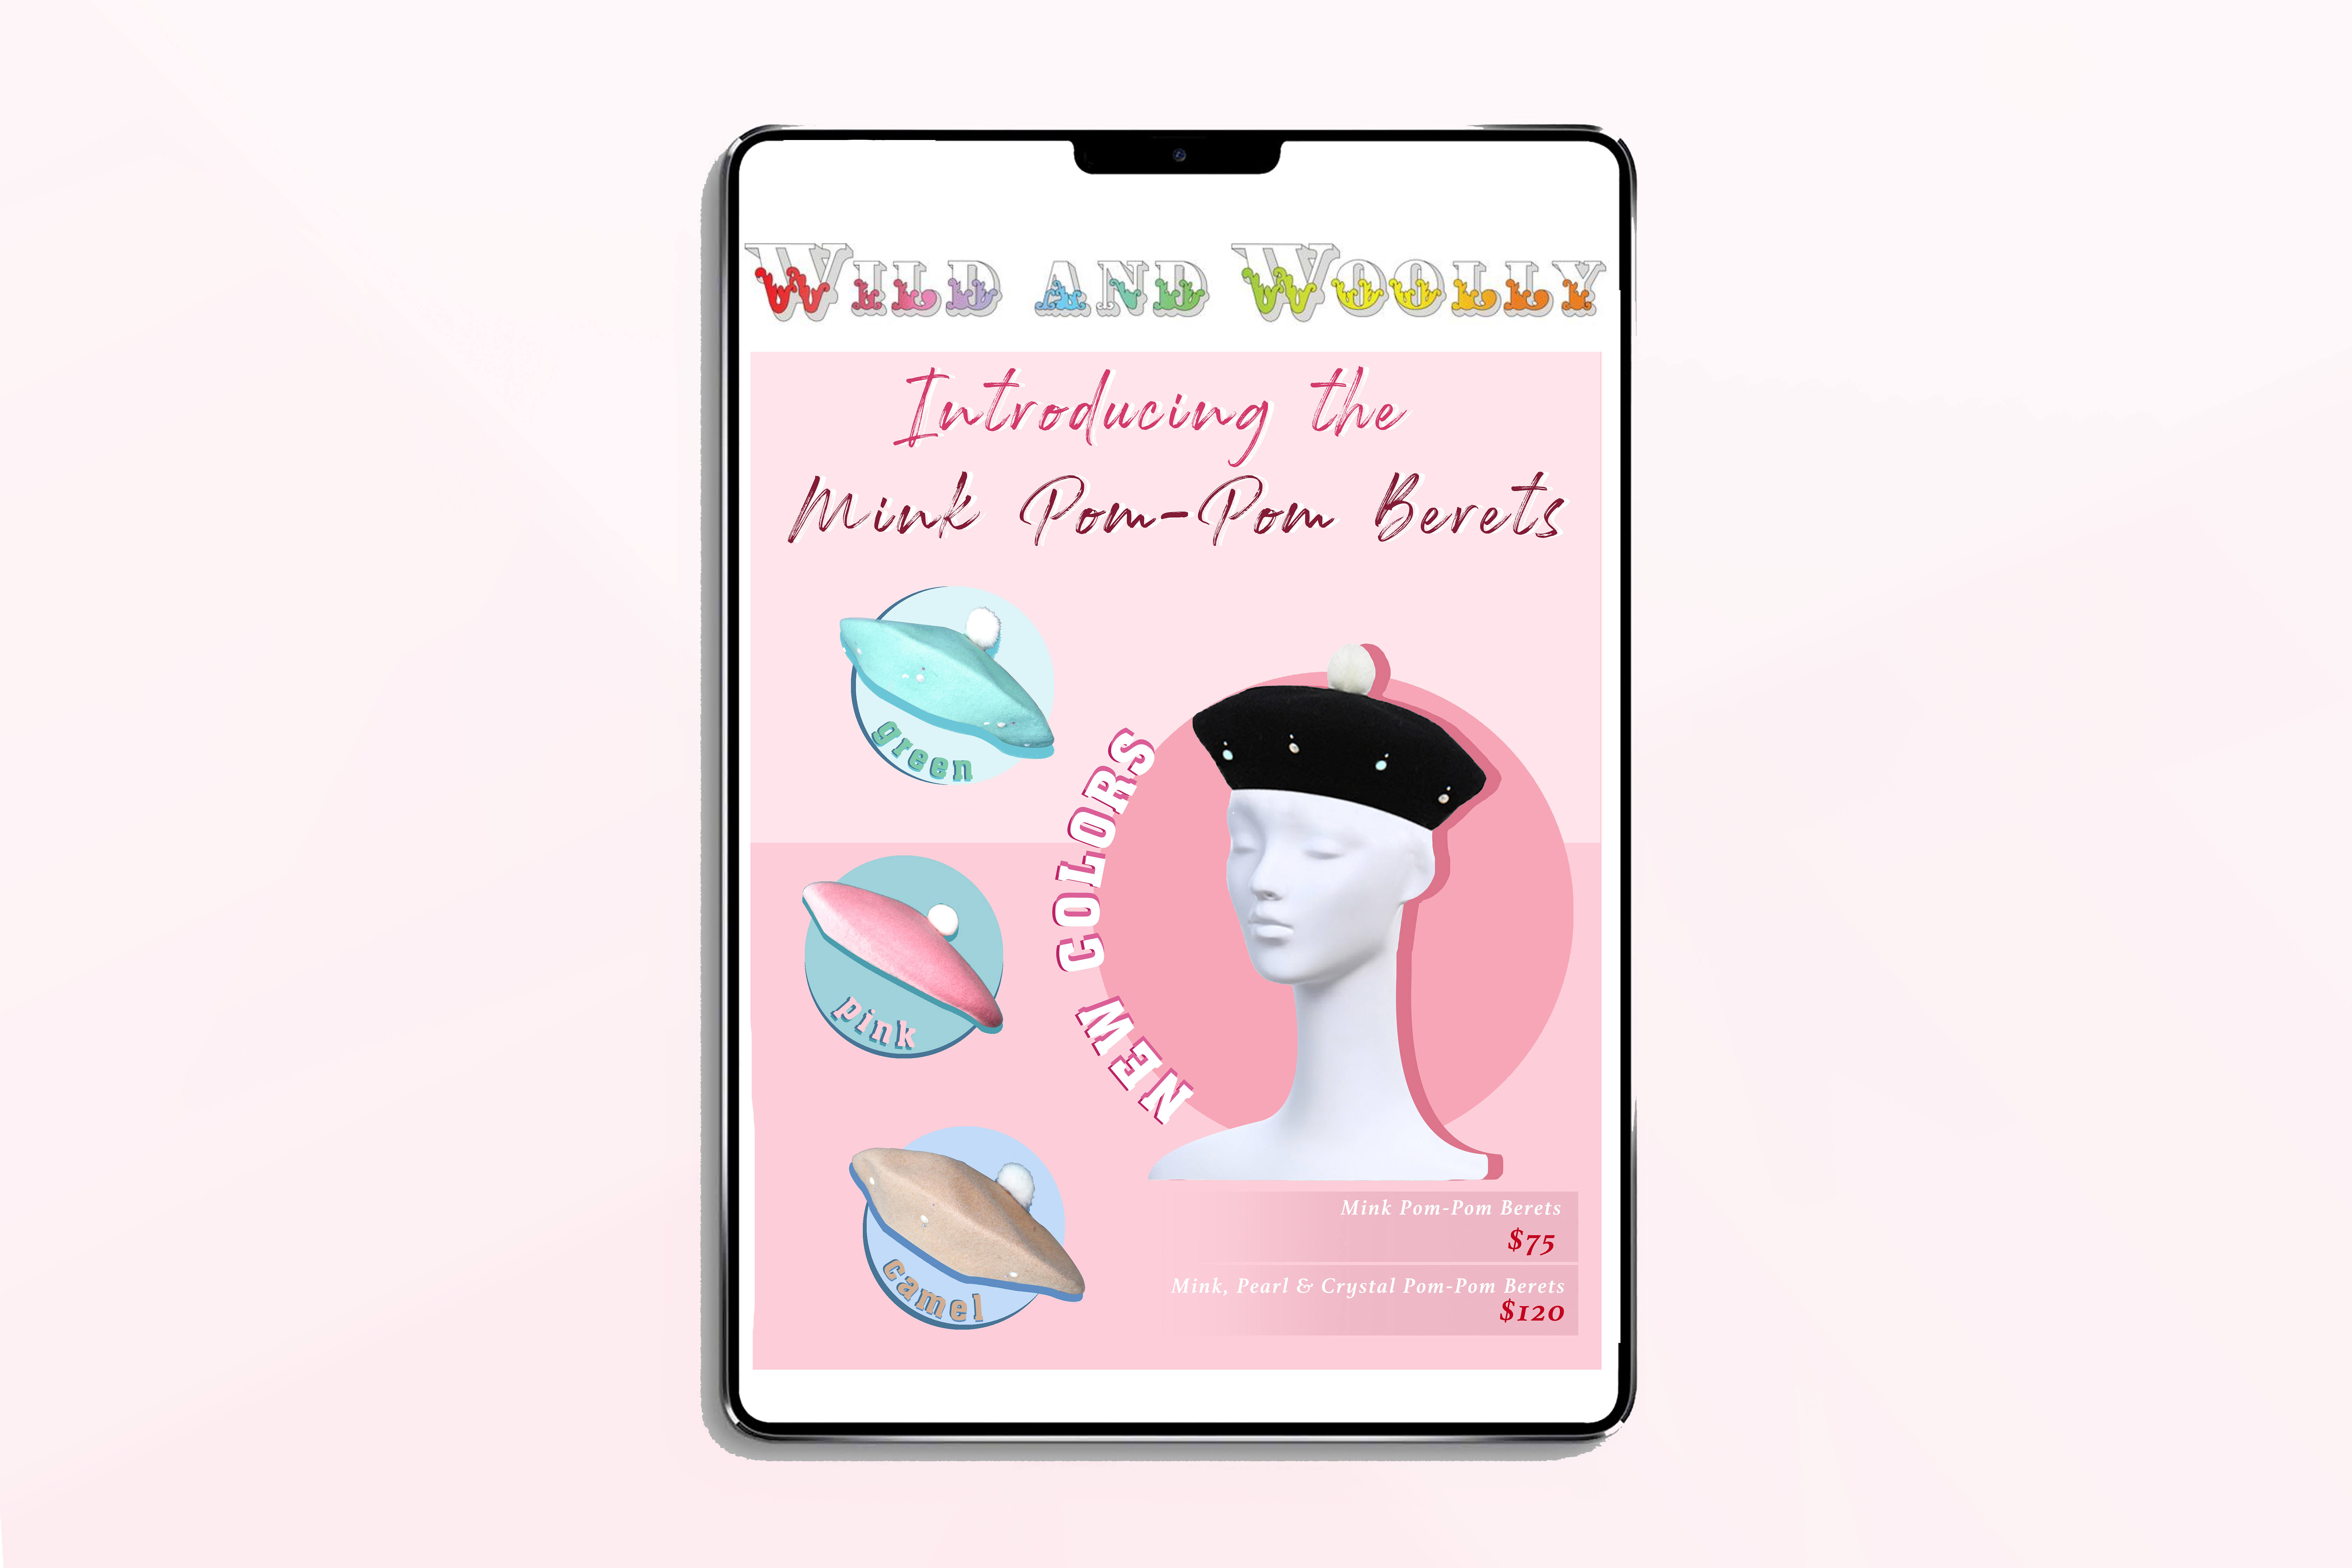 WILD AND WOOLLY
Introducing the
Mink Pom-Pom Berets
green
NEW COLORS
pink
camel
Mink Pom-Pom Berets
$75
Mink, Pearl & Crystal Pom-Pom Berets
$120